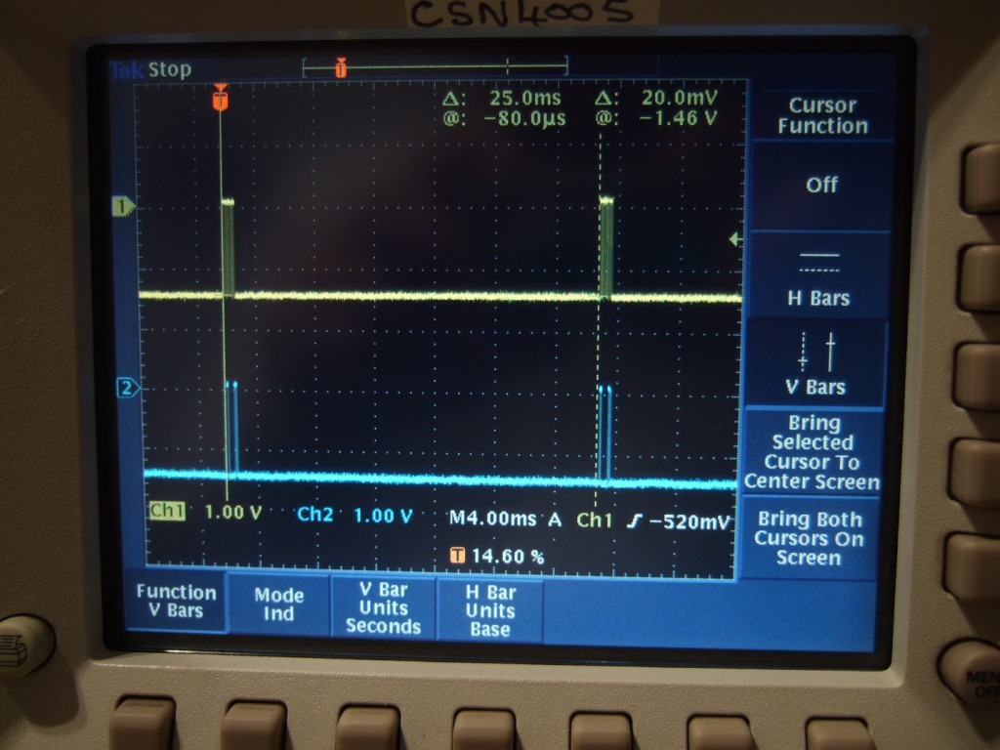 CSN4005
Tek Stop
T
T
Δ: 25.0ms Δ: 20.0mV
@: −80.0µs @: −1.46 V
1
2
Ch1 1.00 V Ch2 1.00 V M4.00ms A Ch1 −520mV
T 14.60 %
Cursor
Function
Off
H Bars
V Bars
Bring
Selected
Cursor To
Center Screen
Bring Both
Cursors On
Screen
Function
V Bars
Mode
Ind
V Bar
Units
Seconds
H Bar
Units
Base
MEN
OF